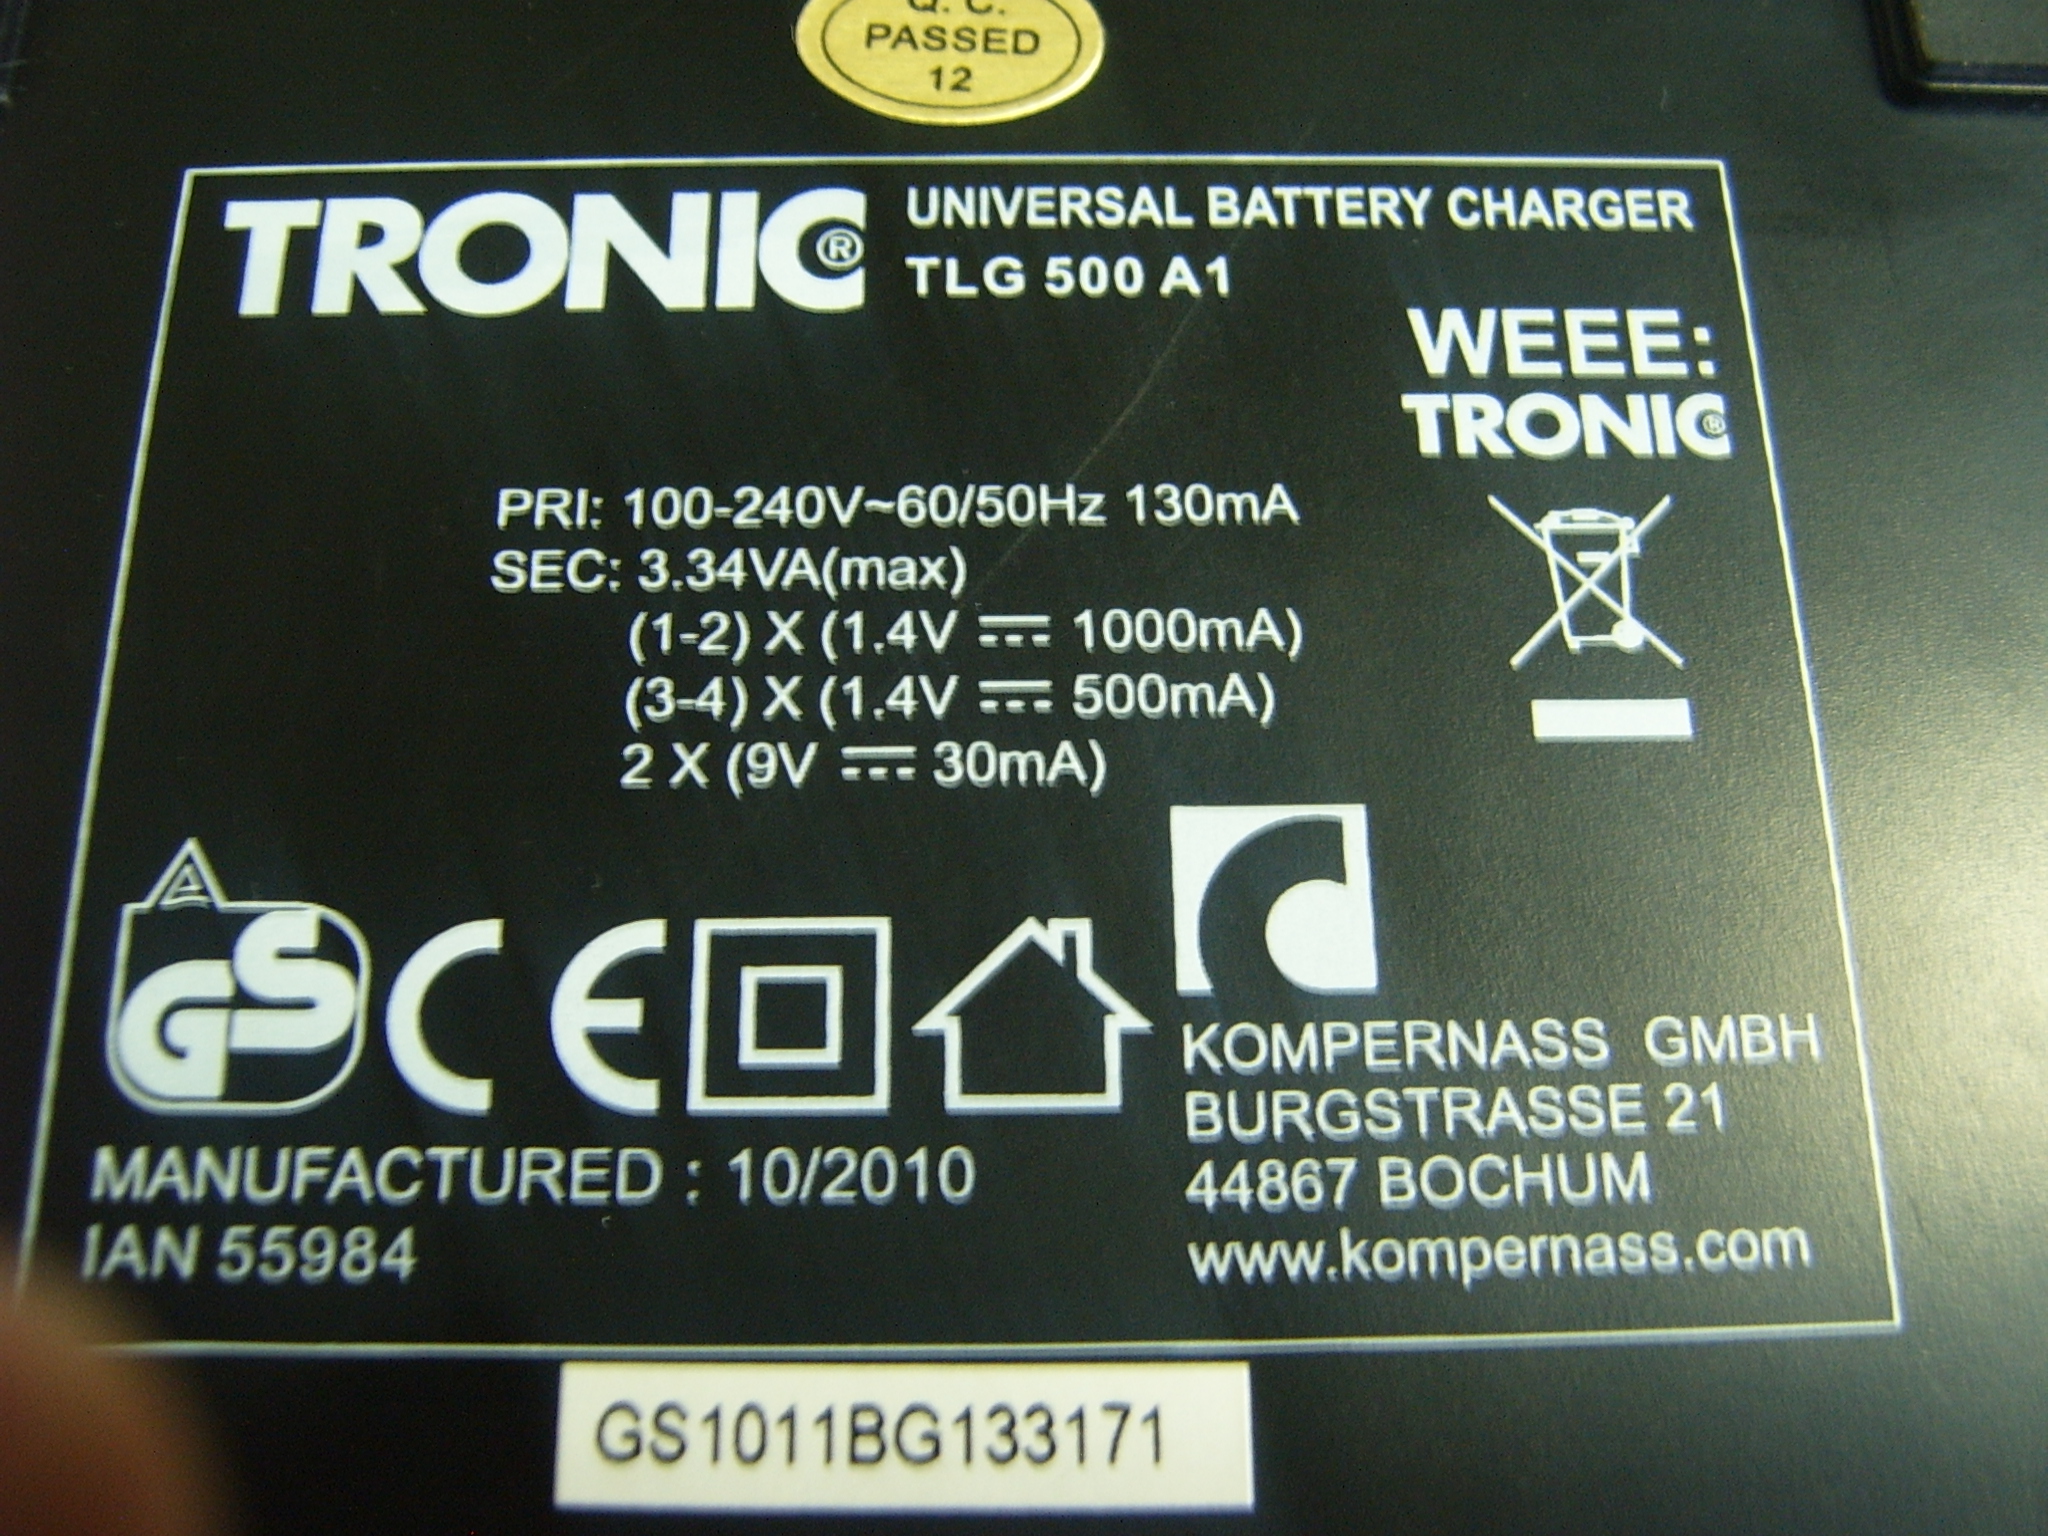 Q. C.
PASSED
12
TRONIC®
UNIVERSAL BATTERY CHARGER
TLG 500 A1
WEEE:
TRONIC®
PRI: 100-240V~60/50Hz 130mA
SEC: 3.34VA(max)
(1-2) X (1.4V ⎓ 1000mA)
(3-4) X (1.4V ⎓ 500mA)
2 X (9V ⎓ 30mA)
GS CE
MANUFACTURED : 10/2010
IAN 55984
KOMPERNASS GMBH
BURGSTRASSE 21
44867 BOCHUM
www.kompernass.com
GS1011BG133171